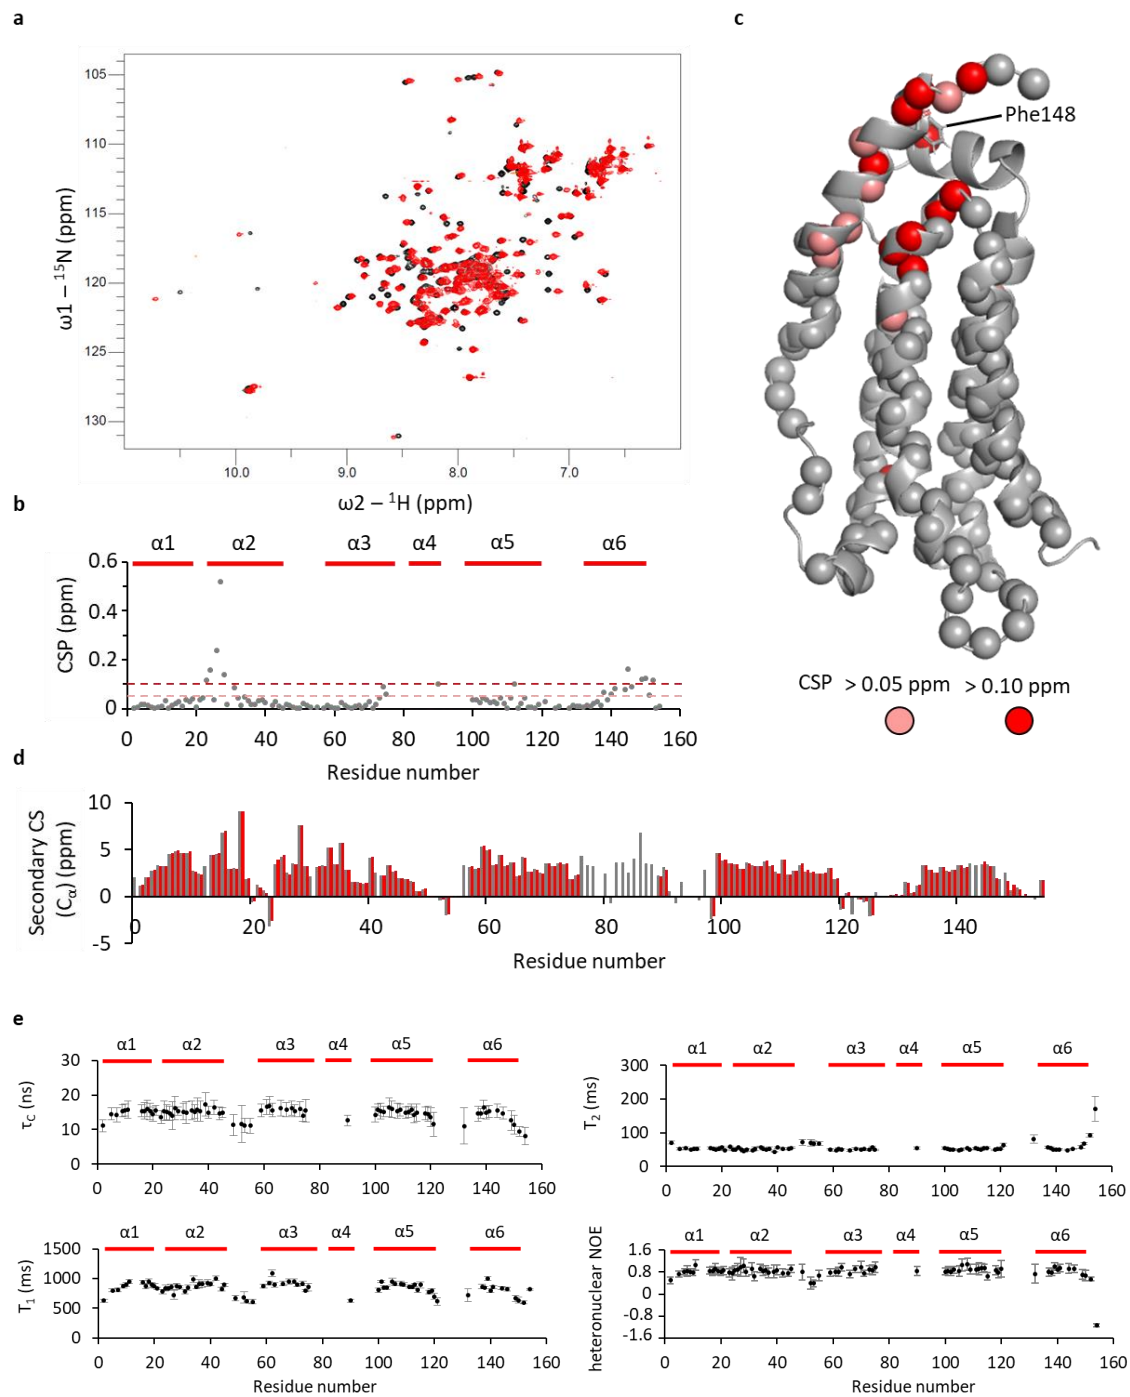 a
105
110
115
120
125
130
ω1 – ¹⁵N (ppm)
10.0 9.0 8.0 7.0
ω2 – ¹H (ppm)
c
Phe148
CSP > 0.05 ppm > 0.10 ppm
b
α1 α2 α3 α4 α5 α6
0.6
0.4
0.2
0
CSP (ppm)
0 20 40 60 80 100 120 140 160
Residue number
d
10
5
0
-5
Secondary CS
(Cα) (ppm)
0 20 40 60 80 100 120 140
Residue number
e
α1 α2 α3 α4 α5 α6
30
20
10
0
τC (ns)
0 20 40 60 80 100 120 140 160
α1 α2 α3 α4 α5 α6
300
200
100
0
T₂ (ms)
0 20 40 60 80 100 120 140 160
α1 α2 α3 α4 α5 α6
1500
1000
500
0
T₁ (ms)
0 20 40 60 80 100 120 140 160
Residue number
α1 α2 α3 α4 α5 α6
1.6
0.8
0
-0.8
-1.6
heteronuclear NOE
0 20 40 60 80 100 120 140 160
Residue number